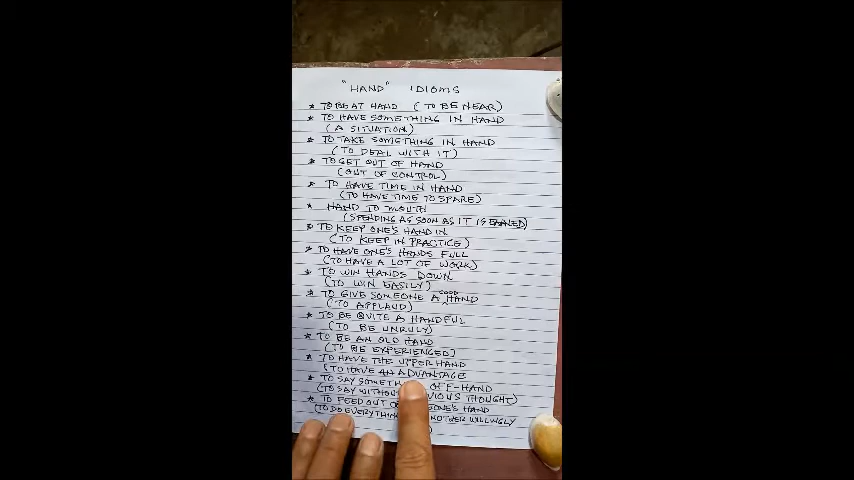 "HAND" IDIOMS
* TO BE AT HAND (TO BE NEAR)
* TO HAVE SOMETHING IN HAND
(A SITUATION)
* TO TAKE SOMETHING IN HAND
(TO DEAL WITH IT)
* TO GET OUT OF HAND
(OUT OF CONTROL)
* TO HAVE TIME IN HAND
(TO HAVE TIME TO SPARE)
* HAND TO MOUTH
(SPENDING AS SOON AS IT IS EARNED)
* TO KEEP ONE'S HAND IN
(TO KEEP IN PRACTICE)
* TO HAVE ONE'S HANDS FULL
(TO HAVE A LOT OF WORK)
* TO WIN HANDS DOWN
(TO WIN EASILY)
* TO GIVE SOMEONE A GOOD HAND
(TO APPLAUD)
* TO BE QUITE A HANDFUL
(TO BE UNRULY)
* TO BE AN OLD HAND
(TO BE EXPERIENCED)
* TO HAVE THE UPPER HAND
(TO HAVE AN ADVANTAGE
* TO SAY SOMETH OFF-HAND
(TO SAY WITHOU VIOUS THOUGHT)
* TO FEED OUT OF ONE'S HAND
(TO DO EVERYTHIN NOTHER WILLINGLY
)